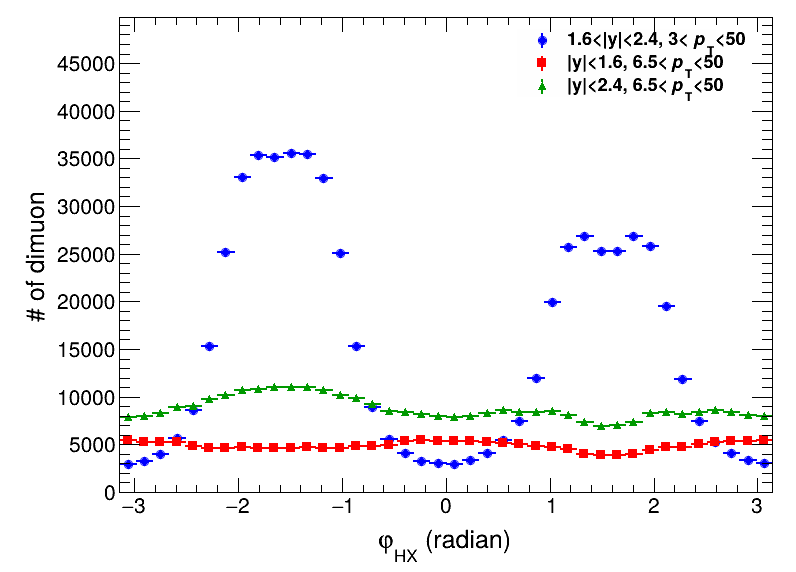 1.6<|y|<2.4, 3< p_T<50
|y|<1.6, 6.5< p_T<50
|y|<2.4, 6.5< p_T<50
45000
40000
35000
30000
25000
20000
15000
10000
5000
0
# of dimuon
−3 −2 −1 0 1 2 3
φ_HX (radian)